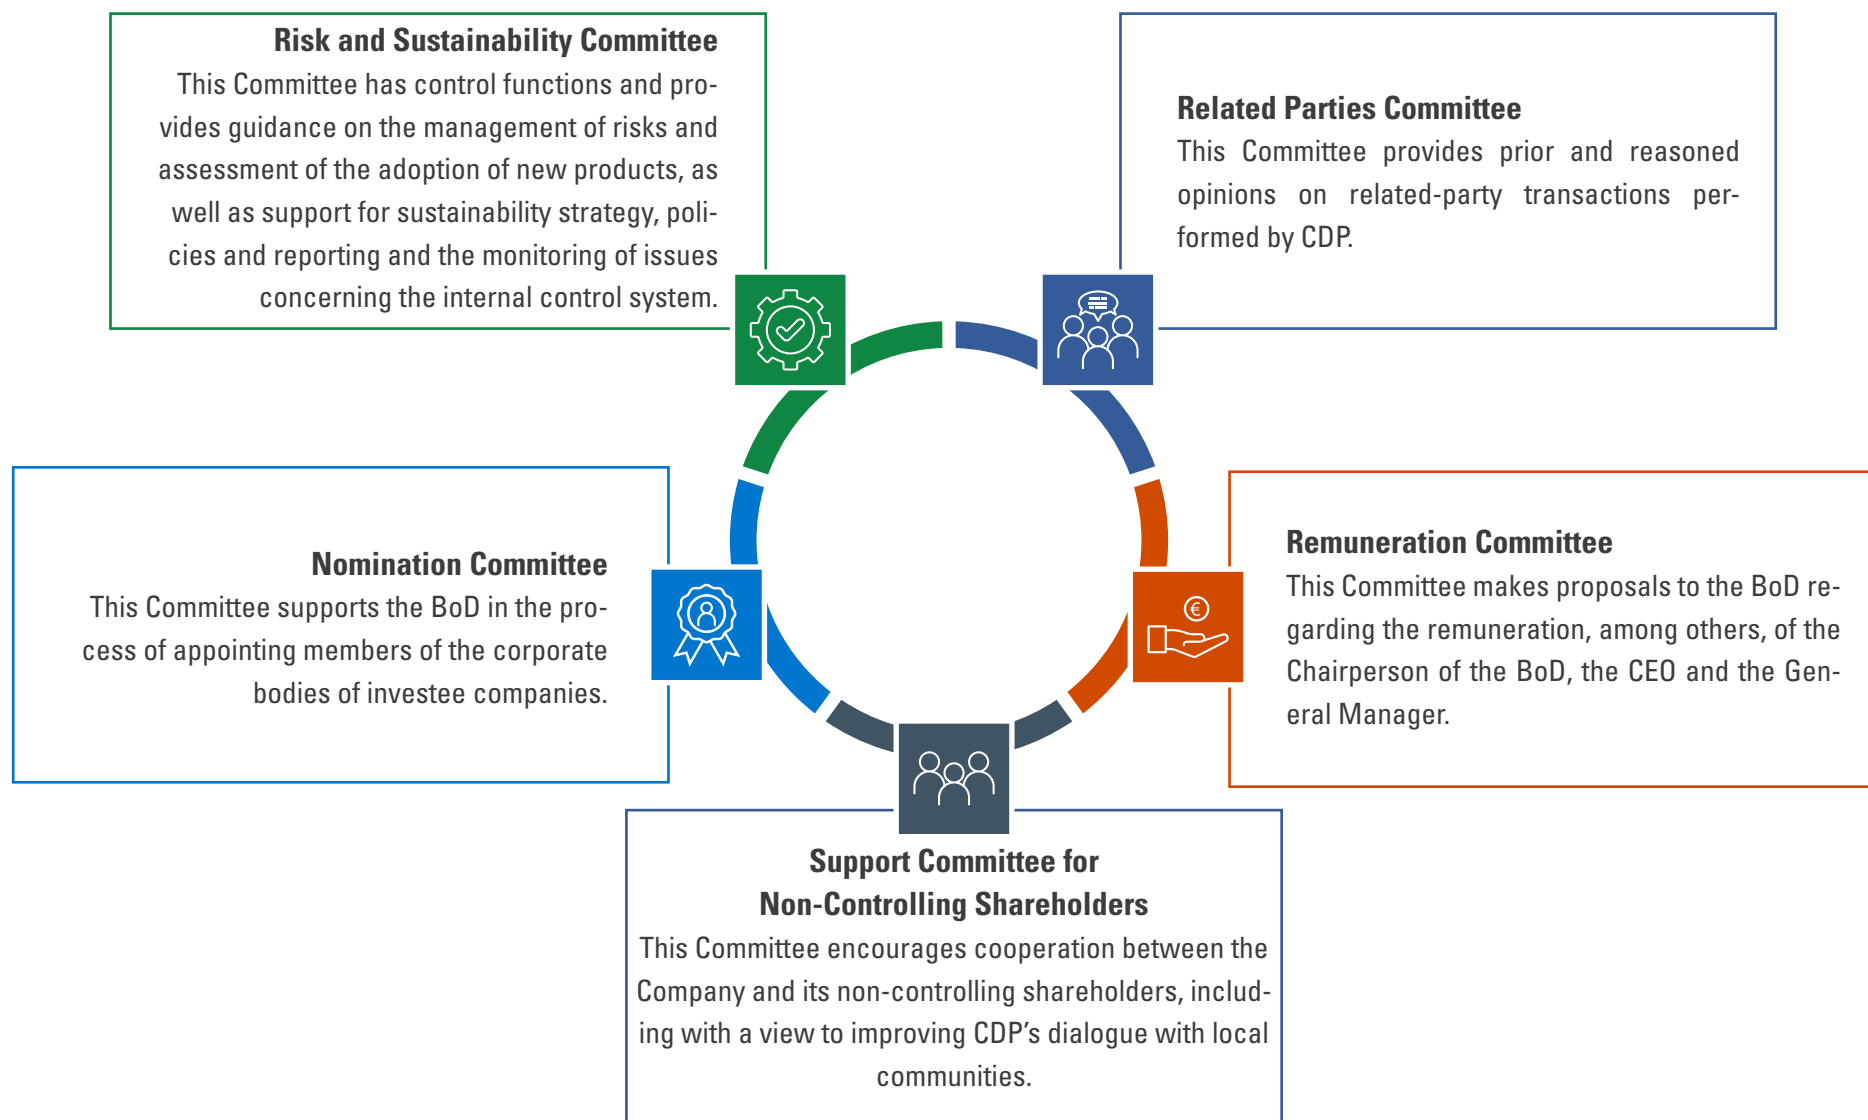 Risk and Sustainability Committee
This Committee has control functions and pro-
vides guidance on the management of risks and
assessment of the adoption of new products, as
well as support for sustainability strategy, poli-
cies and reporting and the monitoring of issues
concerning the internal control system.
Related Parties Committee
This Committee provides prior and reasoned
opinions on related-party transactions per-
formed by CDP.
Nomination Committee
This Committee supports the BoD in the pro-
cess of appointing members of the corporate
bodies of investee companies.
Remuneration Committee
This Committee makes proposals to the BoD re-
garding the remuneration, among others, of the
Chairperson of the BoD, the CEO and the Gen-
eral Manager.
€
Support Committee for
Non-Controlling Shareholders
This Committee encourages cooperation between the
Company and its non-controlling shareholders, includ-
ing with a view to improving CDP’s dialogue with local
communities.